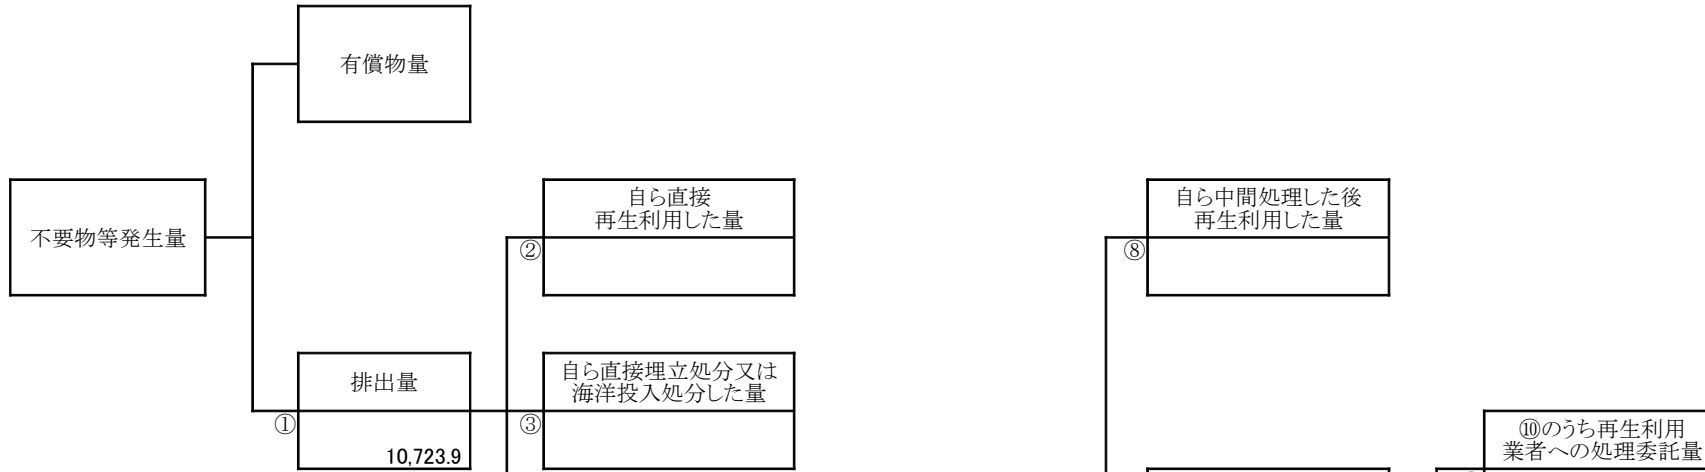 有償物量
不要物等発生量
自ら直接
再生利用した量
②
自ら中間処理した後
再生利用した量
⑧
排出量
①
10,723.9
自ら直接埋立処分又は
海洋投入処分した量
③
⑩のうち再生利用
業者への処理委託量